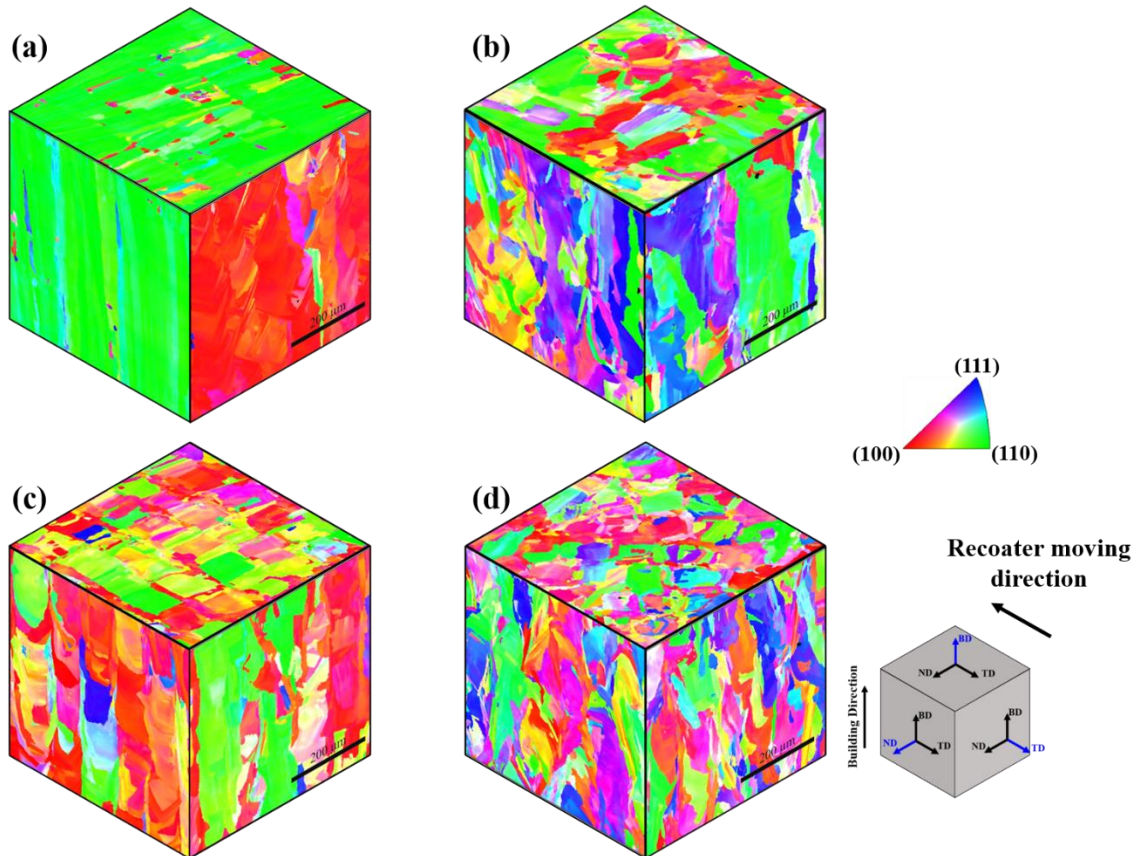 (a)
(b)
200 µm
200 µm
(111)
(100)
(110)
(c)
(d)
200 µm
200 µm
Recoater moving
direction
Building Direction
BD
ND
TD
BD
ND
TD
BD
ND
TD